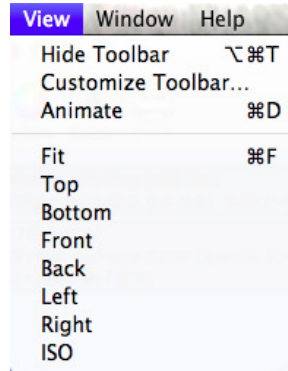 View Window Help
Hide Toolbar ⌥⌘T
Customize Toolbar...
Animate ⌘D
Fit ⌘F
Top
Bottom
Front
Back
Left
Right
ISO